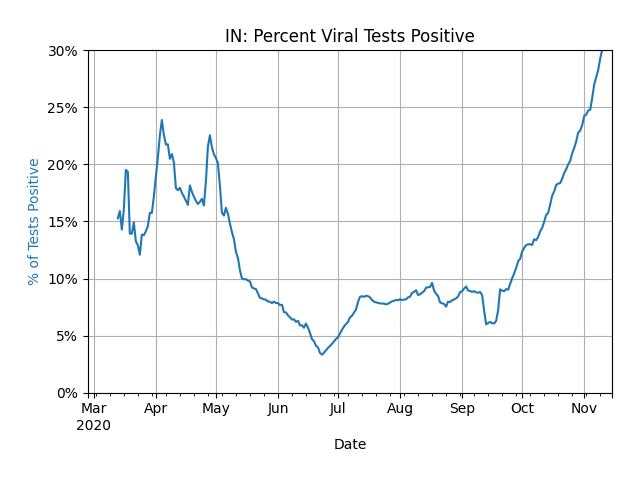 IN: Percent Viral Tests Positive
% of Tests Positive
30%
25%
20%
15%
10%
5%
0%
Mar Apr May Jun Jul Aug Sep Oct Nov
2020
Date